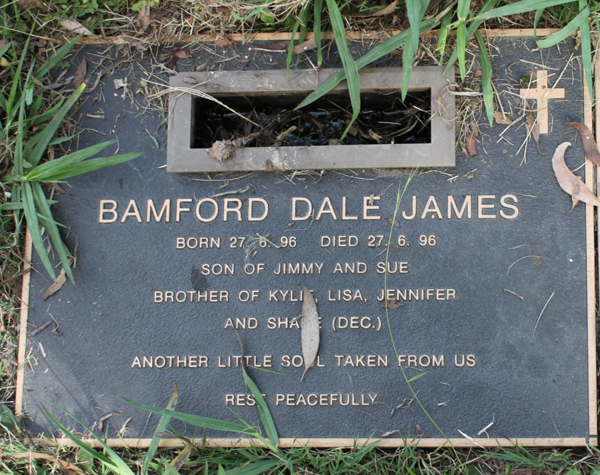 BAMFORD DALE JAMES
BORN 27. 6. 96 DIED 27. 6. 96
SON OF JIMMY AND SUE
BROTHER OF KYLIE, LISA, JENNIFER
AND (DEC.)
ANOTHER LITTLE SOUL TAKEN FROM US
REST PEACEFULLY